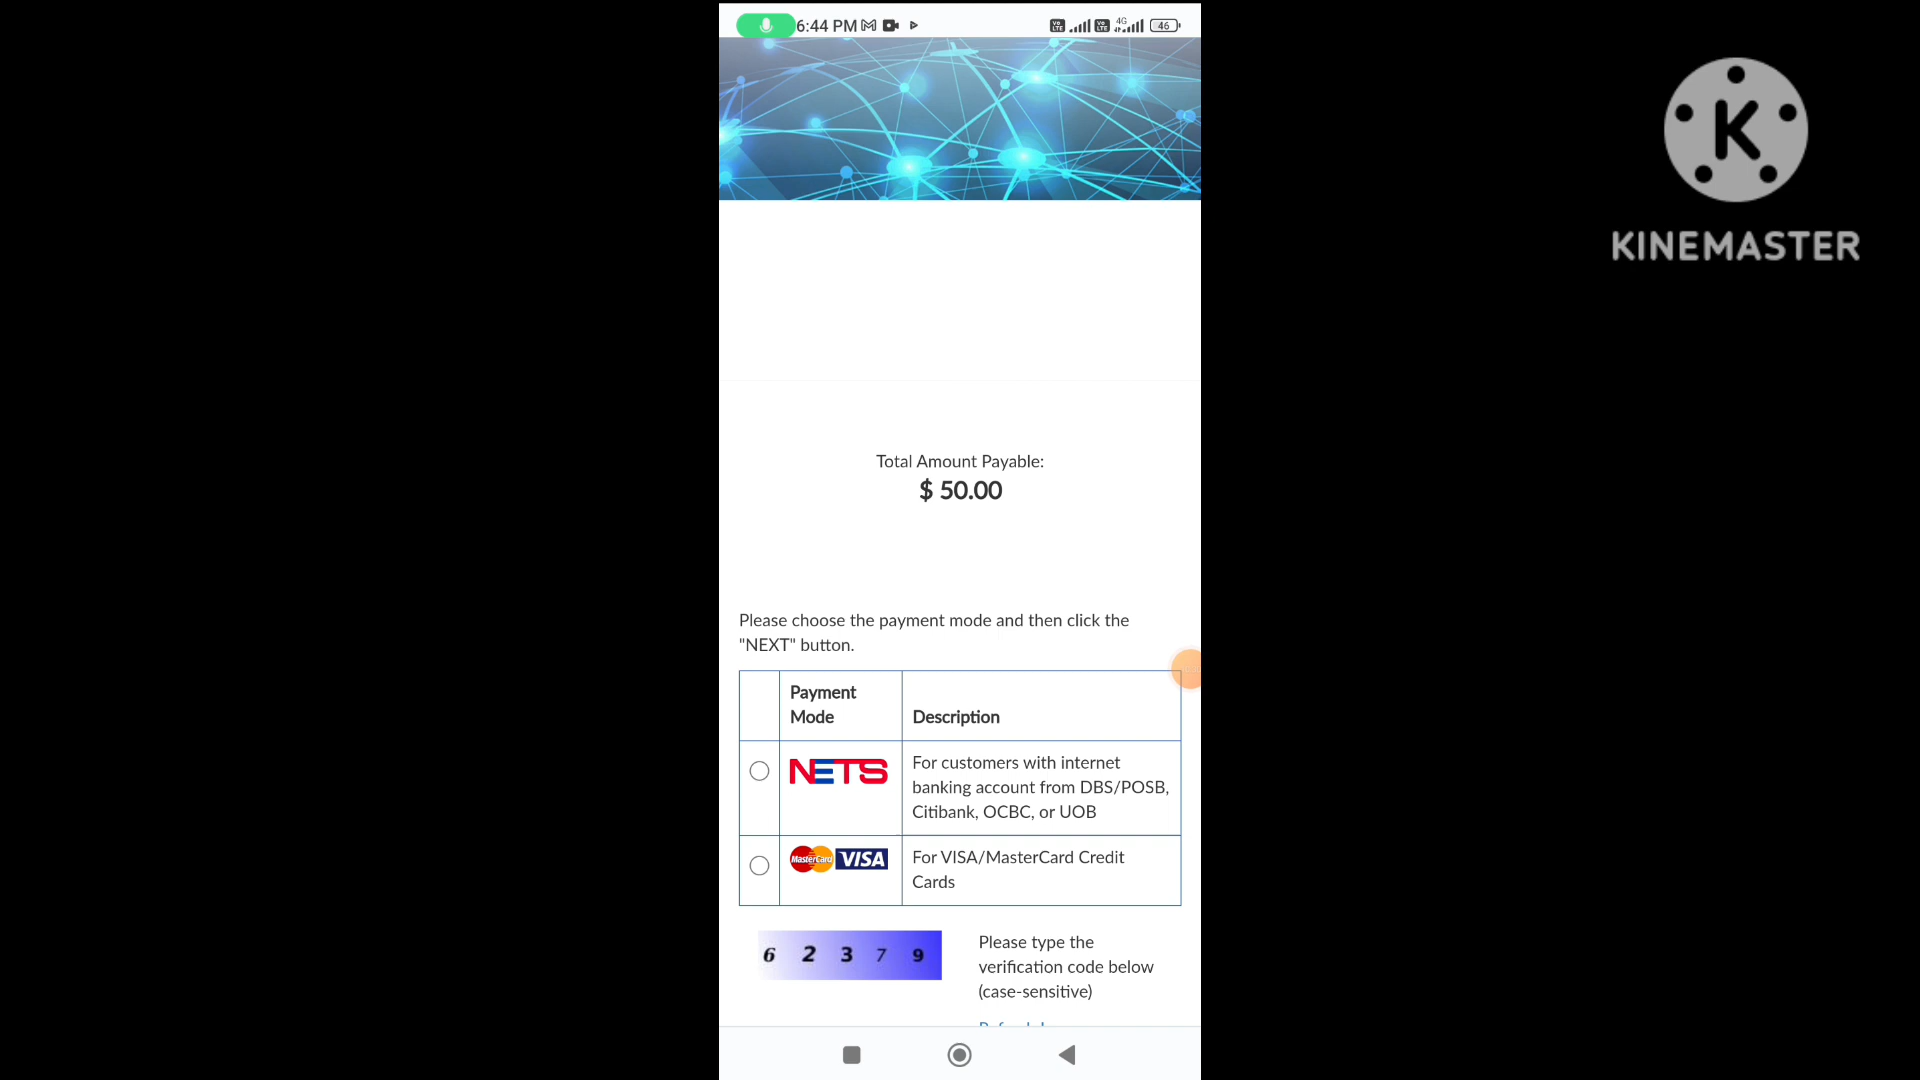 6:44 PM
4G
46
K
KINEMASTER
Total Amount Payable:
$ 50.00
Please choose the payment mode and then click the
"NEXT" button.
Payment
Mode
Description
NETS
For customers with internet
banking account from DBS/POSB,
Citibank, OCBC, or UOB
MasterCard VISA
For VISA/MasterCard Credit
Cards
6 2 3 7 9
Please type the
verification code below
(case-sensitive)